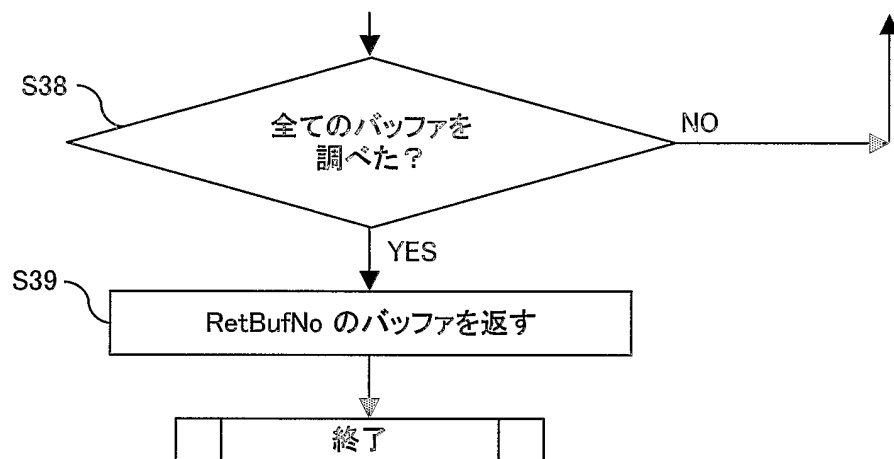 S38
全てのバッファを
調べた?
NO
YES
S39
RetBufNo のバッファを返す
終了